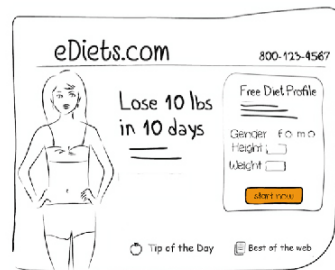 eDiets.com
800-123-4567
Lose 10 lbs
in 10 days
Free Diet Profile
Genger f o m o
Height
Weight
start now
Tip of the Day
Best of the web